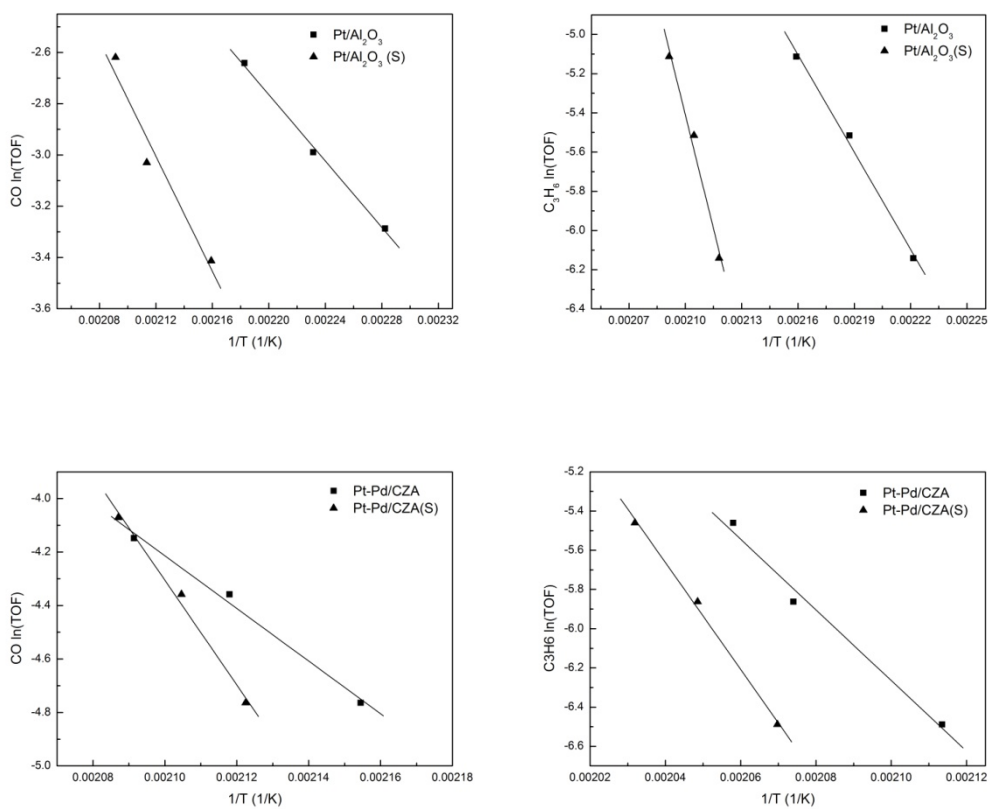 Pt/Al₂O₃
Pt/Al₂O₃ (S)
CO ln(TOF)
-2.6
-2.8
-3.0
-3.2
-3.4
-3.6
0.00208 0.00212 0.00216 0.00220 0.00224 0.00228 0.00232
1/T (1/K)
Pt/Al₂O₃
Pt/Al₂O₃(S)
C₃H₆ ln(TOF)
-5.0
-5.2
-5.4
-5.6
-5.8
-6.0
-6.2
-6.4
0.00207 0.00210 0.00213 0.00216 0.00219 0.00222 0.00225
1/T (1/K)
Pt-Pd/CZA
Pt-Pd/CZA(S)
CO ln(TOF)
-4.0
-4.2
-4.4
-4.6
-4.8
-5.0
0.00208 0.00210 0.00212 0.00214 0.00216 0.00218
1/T (1/K)
Pt-Pd/CZA
Pt-Pd/CZA(S)
C3H6 ln(TOF)
-5.2
-5.4
-5.6
-5.8
-6.0
-6.2
-6.4
-6.6
0.00202 0.00204 0.00206 0.00208 0.00210 0.00212
1/T (1/K)